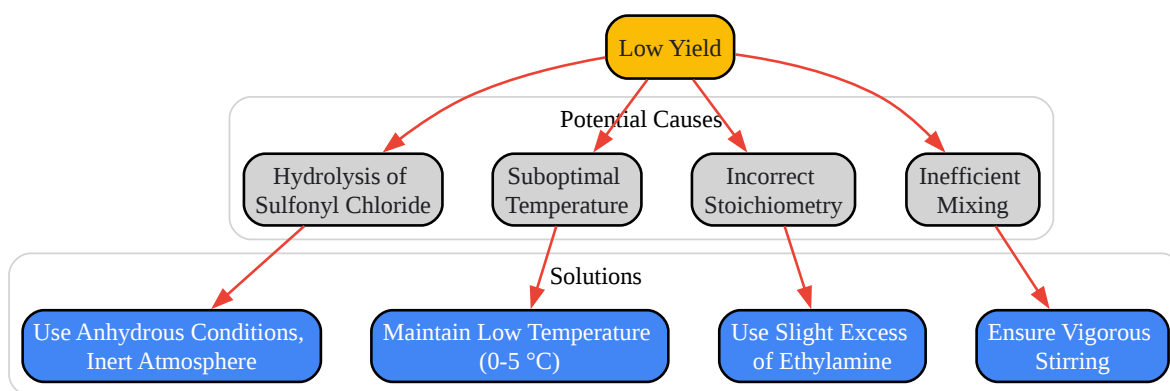 Low Yield
Potential Causes
Hydrolysis of
Sulfonyl Chloride
Suboptimal
Temperature
Incorrect
Stoichiometry
Inefficient
Mixing
Solutions
Use Anhydrous Conditions,
Inert Atmosphere
Maintain Low Temperature
(0-5 °C)
Use Slight Excess
of Ethylamine
Ensure Vigorous
Stirring